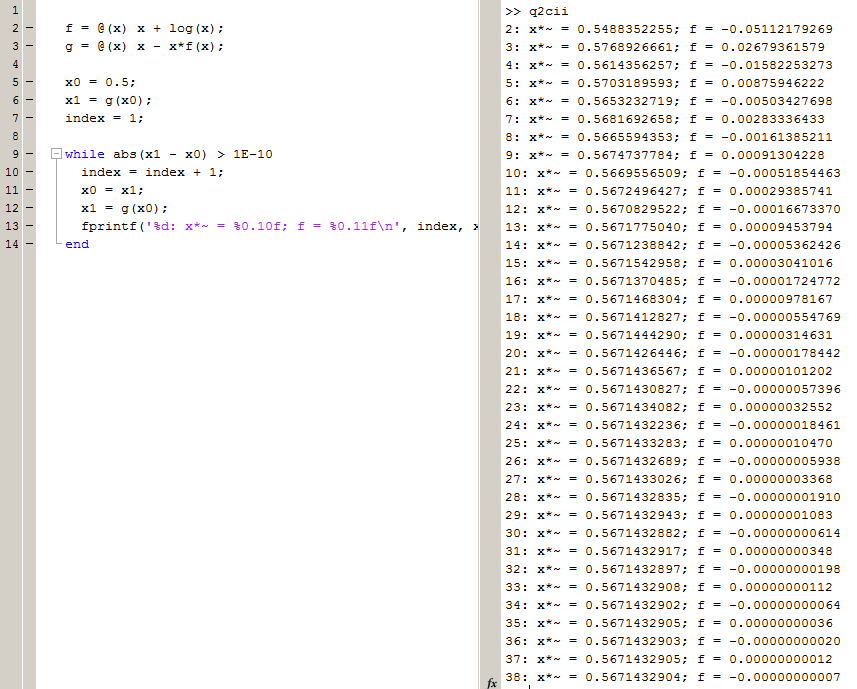 1
2 - f = @(x) x + log(x);
3 - g = @(x) x - x*f(x);
4
5 - x0 = 0.5;
6 - x1 = g(x0);
7 - index = 1;
8
9 - while abs(x1 - x0) > 1E-10
10 - index = index + 1;
11 - x0 = x1;
12 - x1 = g(x0);
13 - fprintf('%d: x*~ = %0.10f; f = %0.11f\n', index, x
14 - end
>> q2cii
2: x*~ = 0.5488352255; f = -0.05112179269
3: x*~ = 0.5768926661; f = 0.02679361579
4: x*~ = 0.5614356257; f = -0.01582253273
5: x*~ = 0.5703189593; f = 0.00875946222
6: x*~ = 0.5653232719; f = -0.00503427698
7: x*~ = 0.5681692658; f = 0.00283336433
8: x*~ = 0.5665594353; f = -0.00161385211
9: x*~ = 0.5674737784; f = 0.00091304228
10: x*~ = 0.5669556509; f = -0.00051854463
11: x*~ = 0.5672496427; f = 0.00029385741
12: x*~ = 0.5670829522; f = -0.00016673370
13: x*~ = 0.5671775040; f = 0.00009453794
14: x*~ = 0.5671238842; f = -0.00005362426
15: x*~ = 0.5671542958; f = 0.00003041016
16: x*~ = 0.5671370485; f = -0.00001724772
17: x*~ = 0.5671468304; f = 0.00000978167
18: x*~ = 0.5671412827; f = -0.00000554769
19: x*~ = 0.5671444290; f = 0.00000314631
20: x*~ = 0.5671426446; f = -0.00000178442
21: x*~ = 0.5671436567; f = 0.00000101202
22: x*~ = 0.5671430827; f = -0.00000057396
23: x*~ = 0.5671434082; f = 0.00000032552
24: x*~ = 0.5671432236; f = -0.00000018461
25: x*~ = 0.5671433283; f = 0.00000010470
26: x*~ = 0.5671432689; f = -0.00000005938
27: x*~ = 0.5671433026; f = 0.00000003368
28: x*~ = 0.5671432835; f = -0.00000001910
29: x*~ = 0.5671432943; f = 0.00000001083
30: x*~ = 0.5671432882; f = -0.00000000614
31: x*~ = 0.5671432917; f = 0.00000000348
32: x*~ = 0.5671432897; f = -0.00000000198
33: x*~ = 0.5671432908; f = 0.00000000112
34: x*~ = 0.5671432902; f = -0.00000000064
35: x*~ = 0.5671432905; f = 0.00000000036
36: x*~ = 0.5671432903; f = -0.00000000020
37: x*~ = 0.5671432905; f = 0.00000000012
38: x*~ = 0.5671432904; f = -0.00000000007
fx